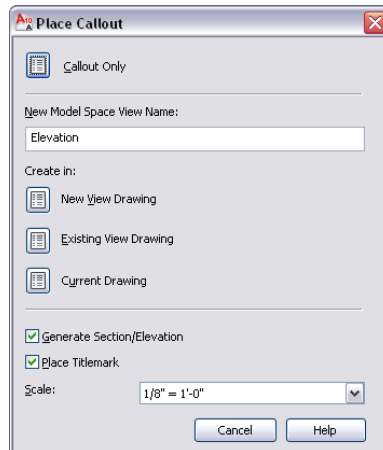 Place Callout
Callout Only
New Model Space View Name:
Elevation
Create in:
New View Drawing
Existing View Drawing
Current Drawing
Generate Section/Elevation
Place Titlemark
Scale:
1/8" = 1'-0"
Cancel
Help